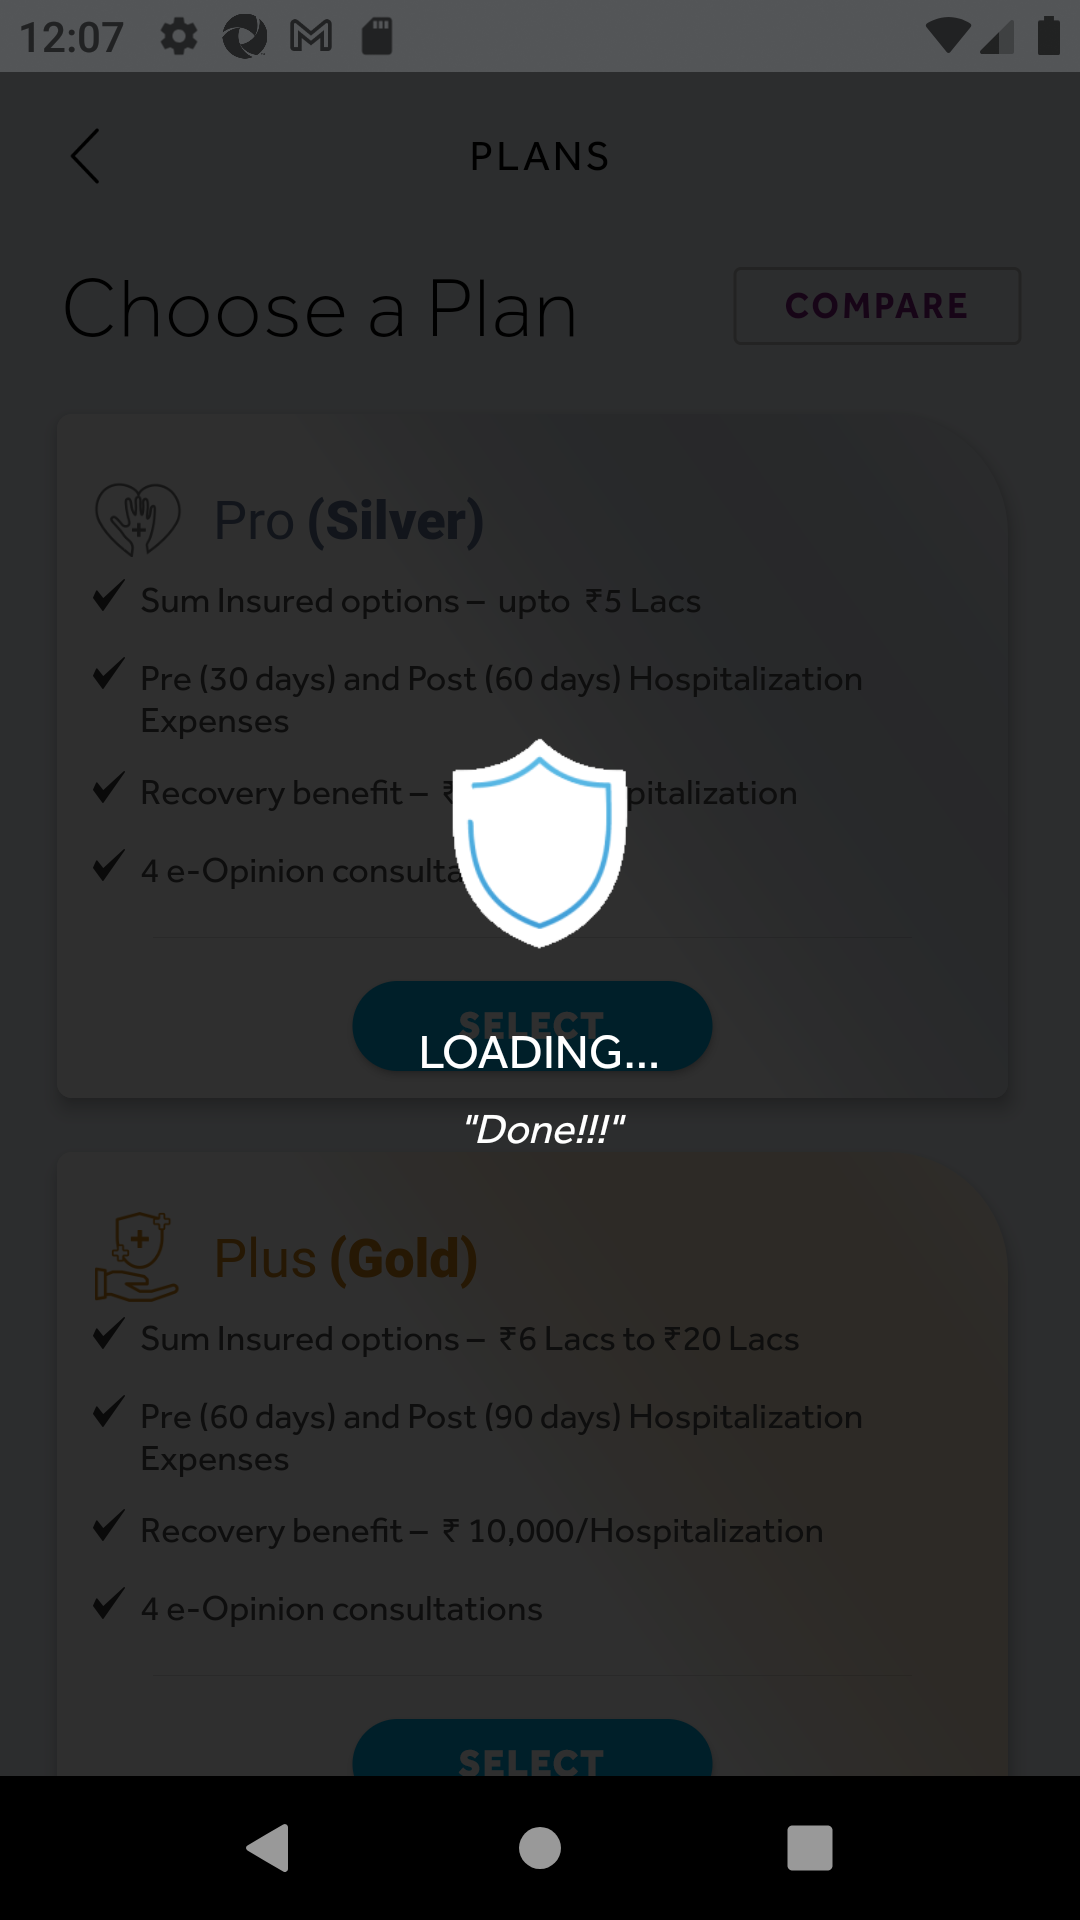 12:07
PLANS
Choose a Plan
COMPARE
Pro (Silver)
Sum Insured options – upto ₹5 Lacs
Pre (30 days) and Post (60 days) Hospitalization
Expenses
Recovery benefit – ₹ pitalization
4 e-Opinion consulta
SELECT
LOADING...
"Done!!!"
Plus (Gold)
Sum Insured options – ₹6 Lacs to ₹20 Lacs
Pre (60 days) and Post (90 days) Hospitalization
Expenses
Recovery benefit – ₹ 10,000/Hospitalization
4 e-Opinion consultations
SELECT